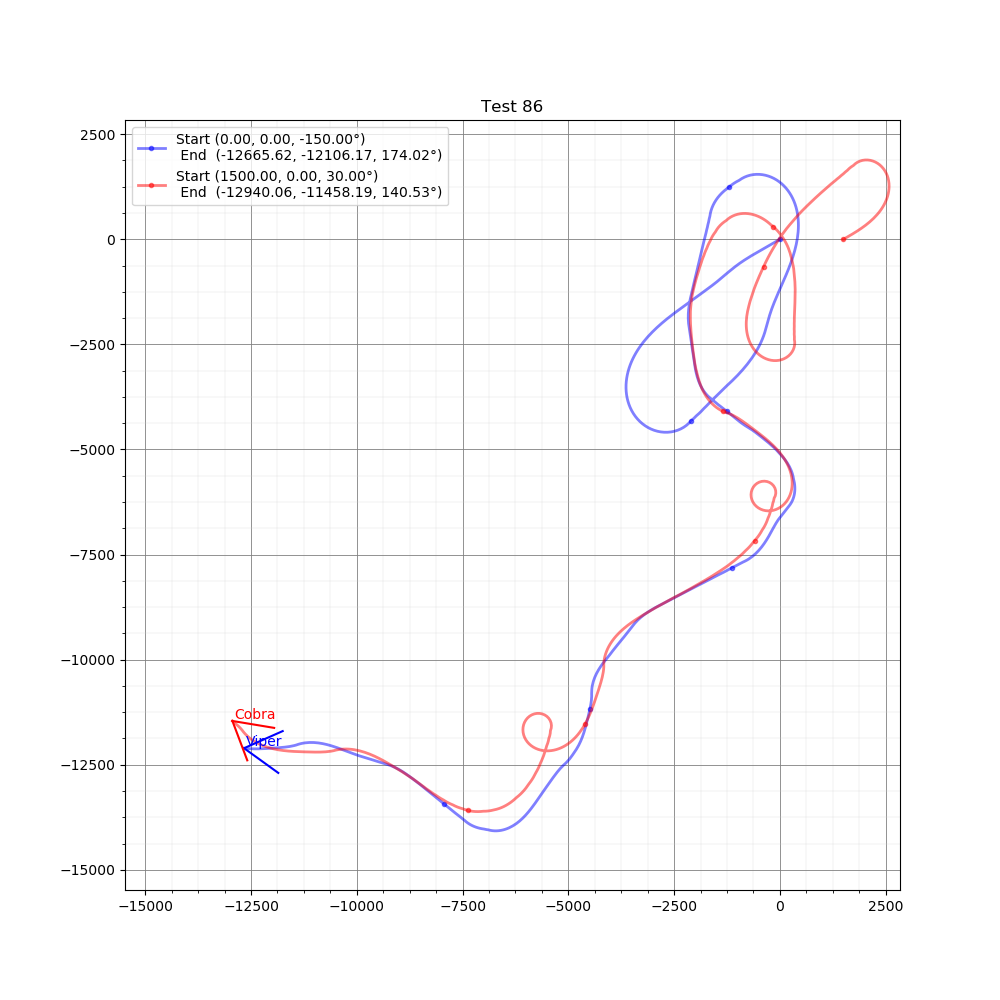 Test 86
Start (0.00, 0.00, -150.00°)
End (-12665.62, -12106.17, 174.02°)
Start (1500.00, 0.00, 30.00°)
End (-12940.06, -11458.19, 140.53°)
2500
0
−2500
−5000
−7500
−10000
−12500
−15000
Cobra
Viper
−15000 −12500 −10000 −7500 −5000 −2500 0 2500